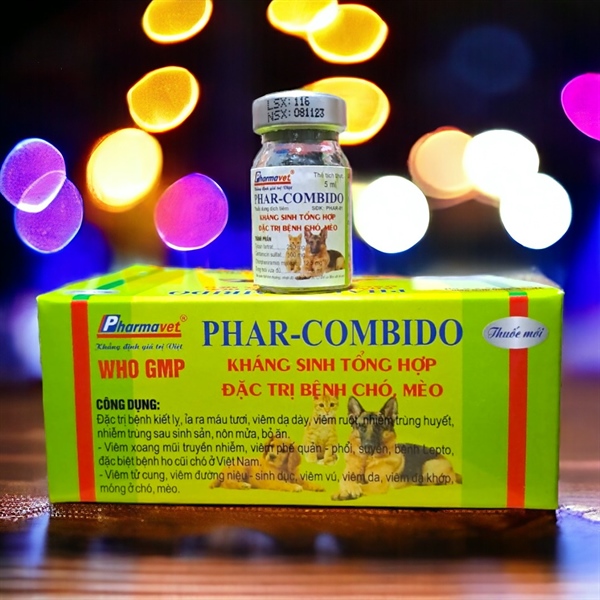 LSX: 116
NSX: 081123
Pharmavet®
Thể tích thực
5 ml
PHAR-COMBIDO
KHÁNG SINH TỔNG HỢP
ĐẶC TRỊ BỆNH CHÓ, MÈO
Pharmavet®
Khẳng định giá trị Việt
WHO GMP
PHAR-COMBIDO
Thuốc mới
KHÁNG SINH TỔNG HỢP
ĐẶC TRỊ BỆNH CHÓ, MÈO
CÔNG DỤNG:
Đặc trị bệnh kiết lỵ, ỉa ra máu tươi, viêm dạ dày, viêm ruột, nhiễm trùng huyết,
nhiễm trùng sau sinh sản, nôn mửa, bỏ ăn.
- Viêm xoang mũi truyền nhiễm, viêm phế quản - phổi, suyễn, bệnh Lepto,
đặc biệt bệnh ho cũi chó ở Việt Nam.
- Viêm tử cung, viêm đường niệu - sinh dục, viêm vú, viêm da, viêm đa khớp,
móng ở chó, mèo.